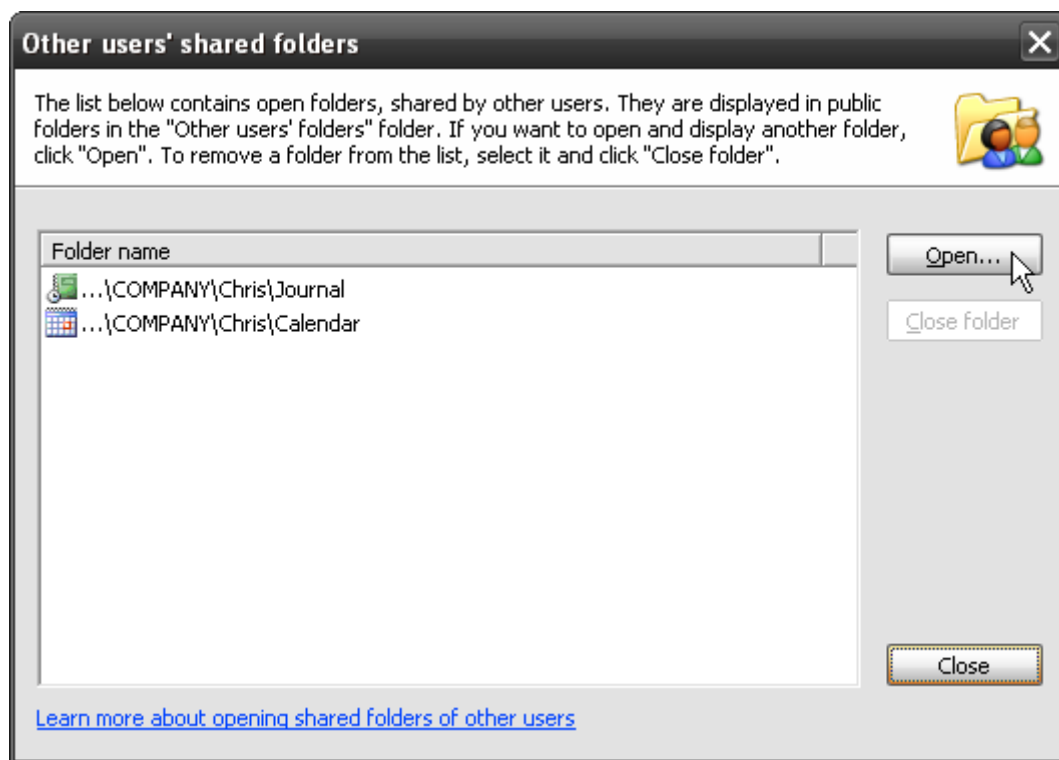 Other users' shared folders
The list below contains open folders, shared by other users. They are displayed in public
folders in the "Other users' folders" folder. If you want to open and display another folder,
click "Open". To remove a folder from the list, select it and click "Close folder".
Folder name
Open...
...\COMPANY\Chris\Journal
...\COMPANY\Chris\Calendar
Close folder
Close
Learn more about opening shared folders of other users